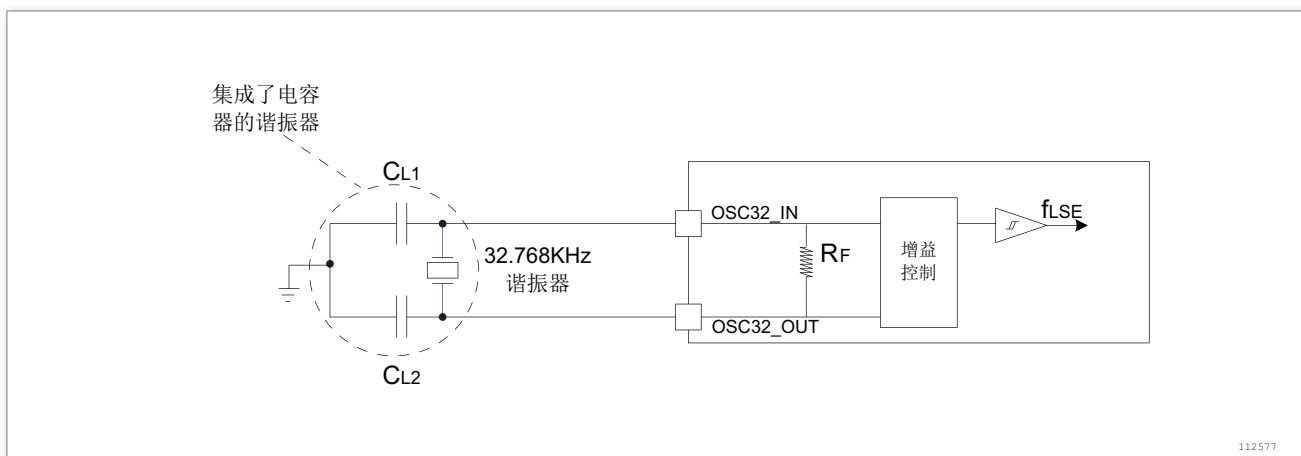 集成了电容
器的谐振器
CL1
OSC32_IN
fLSE
32.768KHz
谐振器
RF
增益
控制
OSC32_OUT
CL2
112577